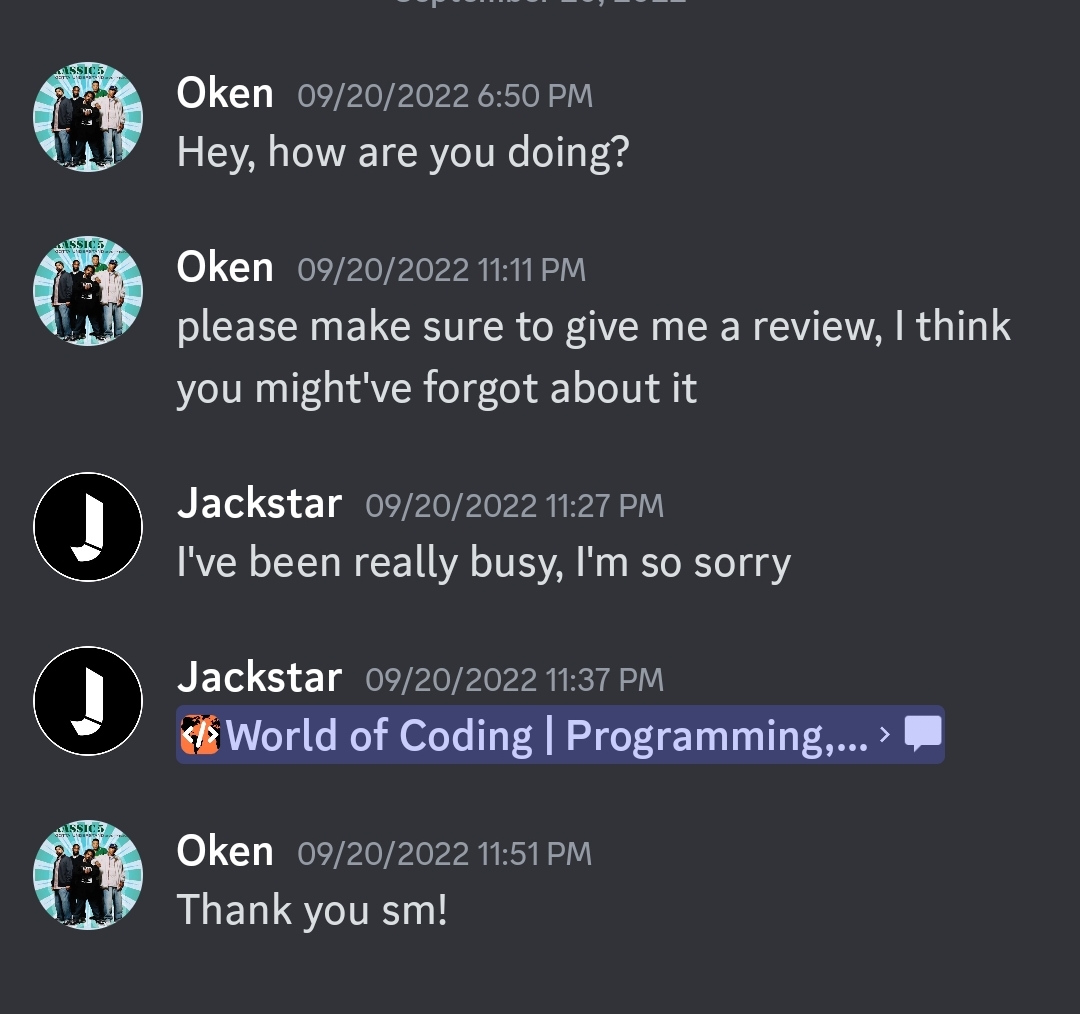 Oken 09/20/2022 6:50 PM
Hey, how are you doing?
Oken 09/20/2022 11:11 PM
please make sure to give me a review, I think
you might've forgot about it
Jackstar 09/20/2022 11:27 PM
I've been really busy, I'm so sorry
Jackstar 09/20/2022 11:37 PM
World of Coding | Programming,... ›
Oken 09/20/2022 11:51 PM
Thank you sm!